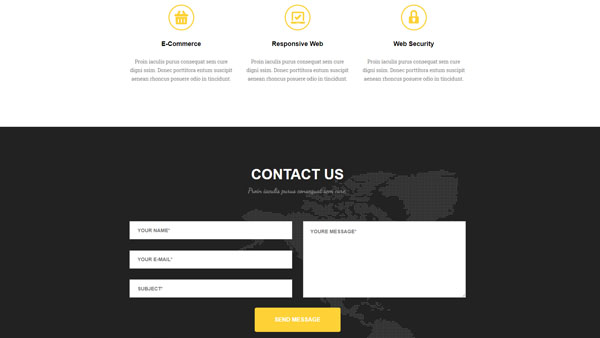 E-Commerce
Responsive Web
Web Security
Proin iaculis purus consequat sem cure
digni ssim. Donec porttitora entum suscipit
aenean rhoncus posuere odio in tincidunt.
Proin iaculis purus consequat sem cure
digni ssim. Donec porttitora entum suscipit
aenean rhoncus posuere odio in tincidunt.
Proin iaculis purus consequat sem cure
digni ssim. Donec porttitora entum suscipit
aenean rhoncus posuere odio in tincidunt.
CONTACT US
Proin iaculis purus consequat sem cure.
YOUR NAME*
YOUR E-MAIL*
SUBJECT*
YOURE MESSAGE*
SEND MESSAGE